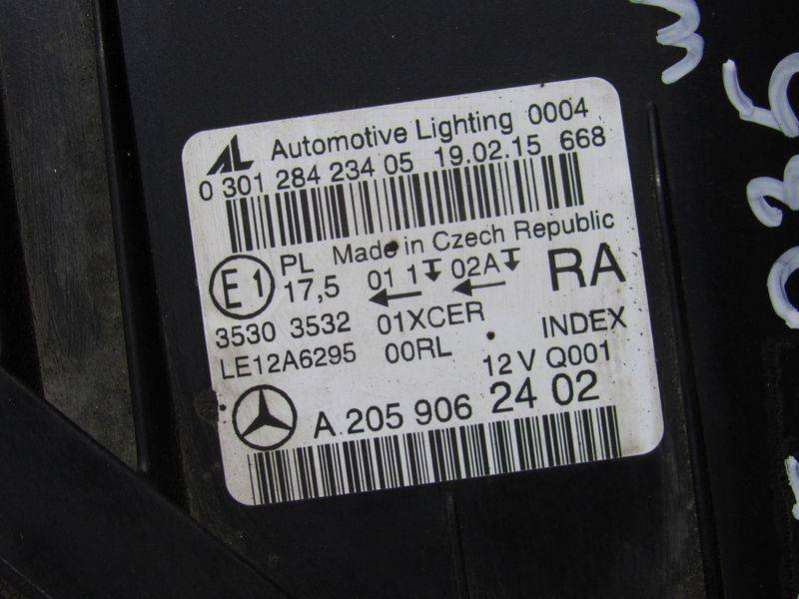 AL Automotive Lighting 0004
0 301 284 234 05 19.02.15 668
Made in Czech Republic
E1 PL 17,5 01 1 02A RA
3530 3532 01XCER
LE12A6295 00RL INDEX
12 V Q001
A 205 906 24 02